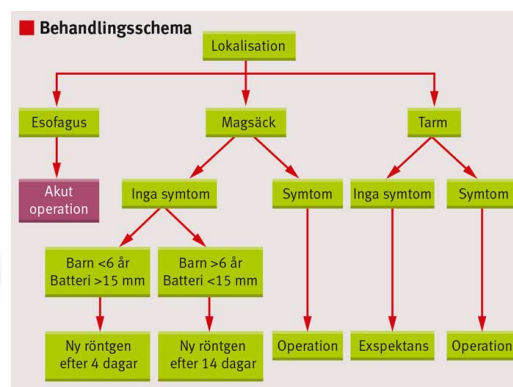 Behandlingsschema
Lokalisation
Esofagus
Magsäck
Tarm
Akut
operation
Inga symtom
Symtom
Inga symtom
Symtom
Barn <6 år
Batteri >15 mm
Barn >6 år
Batteri <15 mm
Ny röntgen
efter 4 dagar
Ny röntgen
efter 14 dagar
Operation
Exspektans
Operation